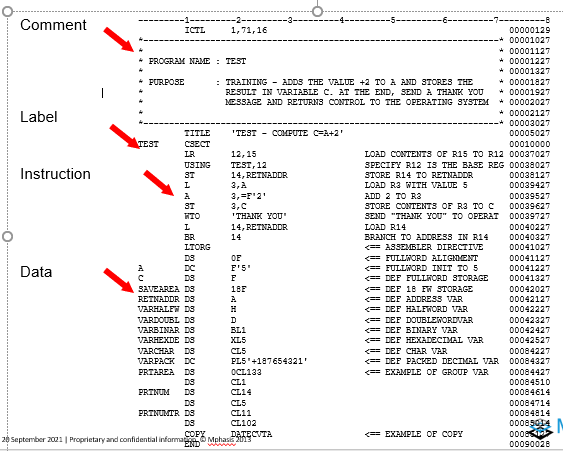 Comment
Label
Instruction
Data
--------1---------2---------3---------4---------5---------6---------7---------8
ICTL 1,71,16 00000129
*---------------------------------------------------------------------* 00001027
* * 00001127
* PROGRAM NAME : TEST * 00001227
* * 00001327
* PURPOSE : TRAINING - ADDS THE VALUE +2 TO A AND STORES THE * 00001827
* RESULT IN VARIABLE C. AT THE END, SEND A THANK YOU * 00001927
* MESSAGE AND RETURNS CONTROL TO THE OPERATING SYSTEM * 00002027
* * 00002127
*---------------------------------------------------------------------* 00003027
TITLE 'TEST - COMPUTE C=A+2' 00005027
TEST CSECT 00010000
LR 12,15 LOAD CONTENTS OF R15 TO R12 00037027
USING TEST,12 SPECIFY R12 IS THE BASE REG 00038027
ST 14,RETNADDR STORE R14 TO RETNADDR 00038127
L 3,A LOAD R3 WITH VALUE 5 00039427
A 3,=F'2' ADD 2 TO R3 00039527
ST 3,C STORE CONTENTS OF R3 TO C 00039627
WTO 'THANK YOU' SEND "THANK YOU" TO OPERAT 00039727
L 14,RETNADDR LOAD R14 00040227
BR 14 BRANCH TO ADDRESS IN R14 00040327
LTORG <== ASSEMBLER DIRECTIVE 00041027
DS 0F <== FULLWORD ALIGNMENT 00041127
A DC F'5' <== FULLWORD INIT TO 5 00041227
C DS F <== DEF FULLWORD STORAGE 00041327
SAVEAREA DS 18F <== DEF 18 FW STORAGE 00042027
RETNADDR DS A <== DEF ADDRESS VAR 00042127
VARHALFW DS H <== DEF HALFWORD VAR 00042227
VARDOUBL DS D <== DEF DOUBLEWORDVAR 00042327
VARBINAR DS BL1 <== DEF BINARY VAR 00042427
VARHEXDE DS XL5 <== DEF HEXADECIMAL VAR 00042527
VARCHAR DS CL5 <== DEF CHAR VAR 00084227
VARPACK DC PL5'+187654321' <== DEF PACKED DECIMAL VAR 00084327
PRTAREA DS 0CL133 <== EXAMPLE OF GROUP VAR 00084427
DS CL1 00084510
PRTNUM DS CL14 00084614
DS CL5 00084714
PRTNUMTR DS CL11 00084814
DS CL102
COPY DATECVTA <== EXAMPLE OF COPY
END 00090028
20 September 2021 | Proprietary and confidential information. © Mphasis 2013